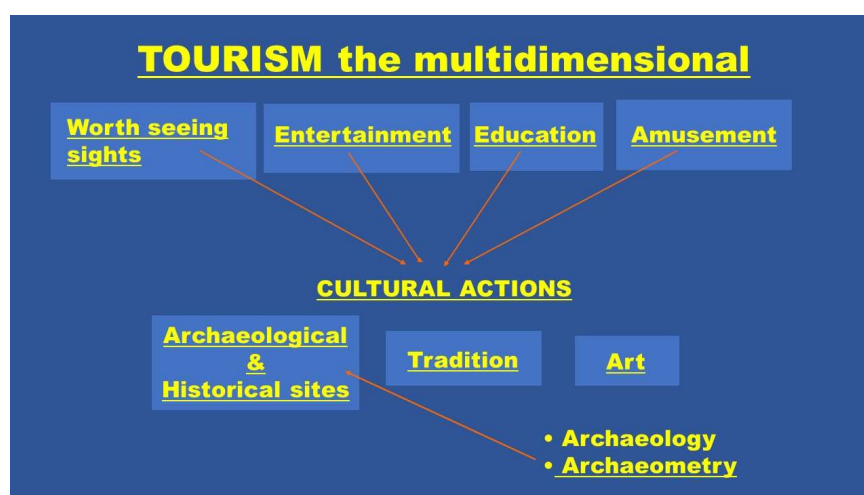 TOURISM the multidimensional
Worth seeing
sights
Entertainment
Education
Amusement
CULTURAL ACTIONS
Archaeological
&
Historical sites
Tradition
Art
• Archaeology
• Archaeometry